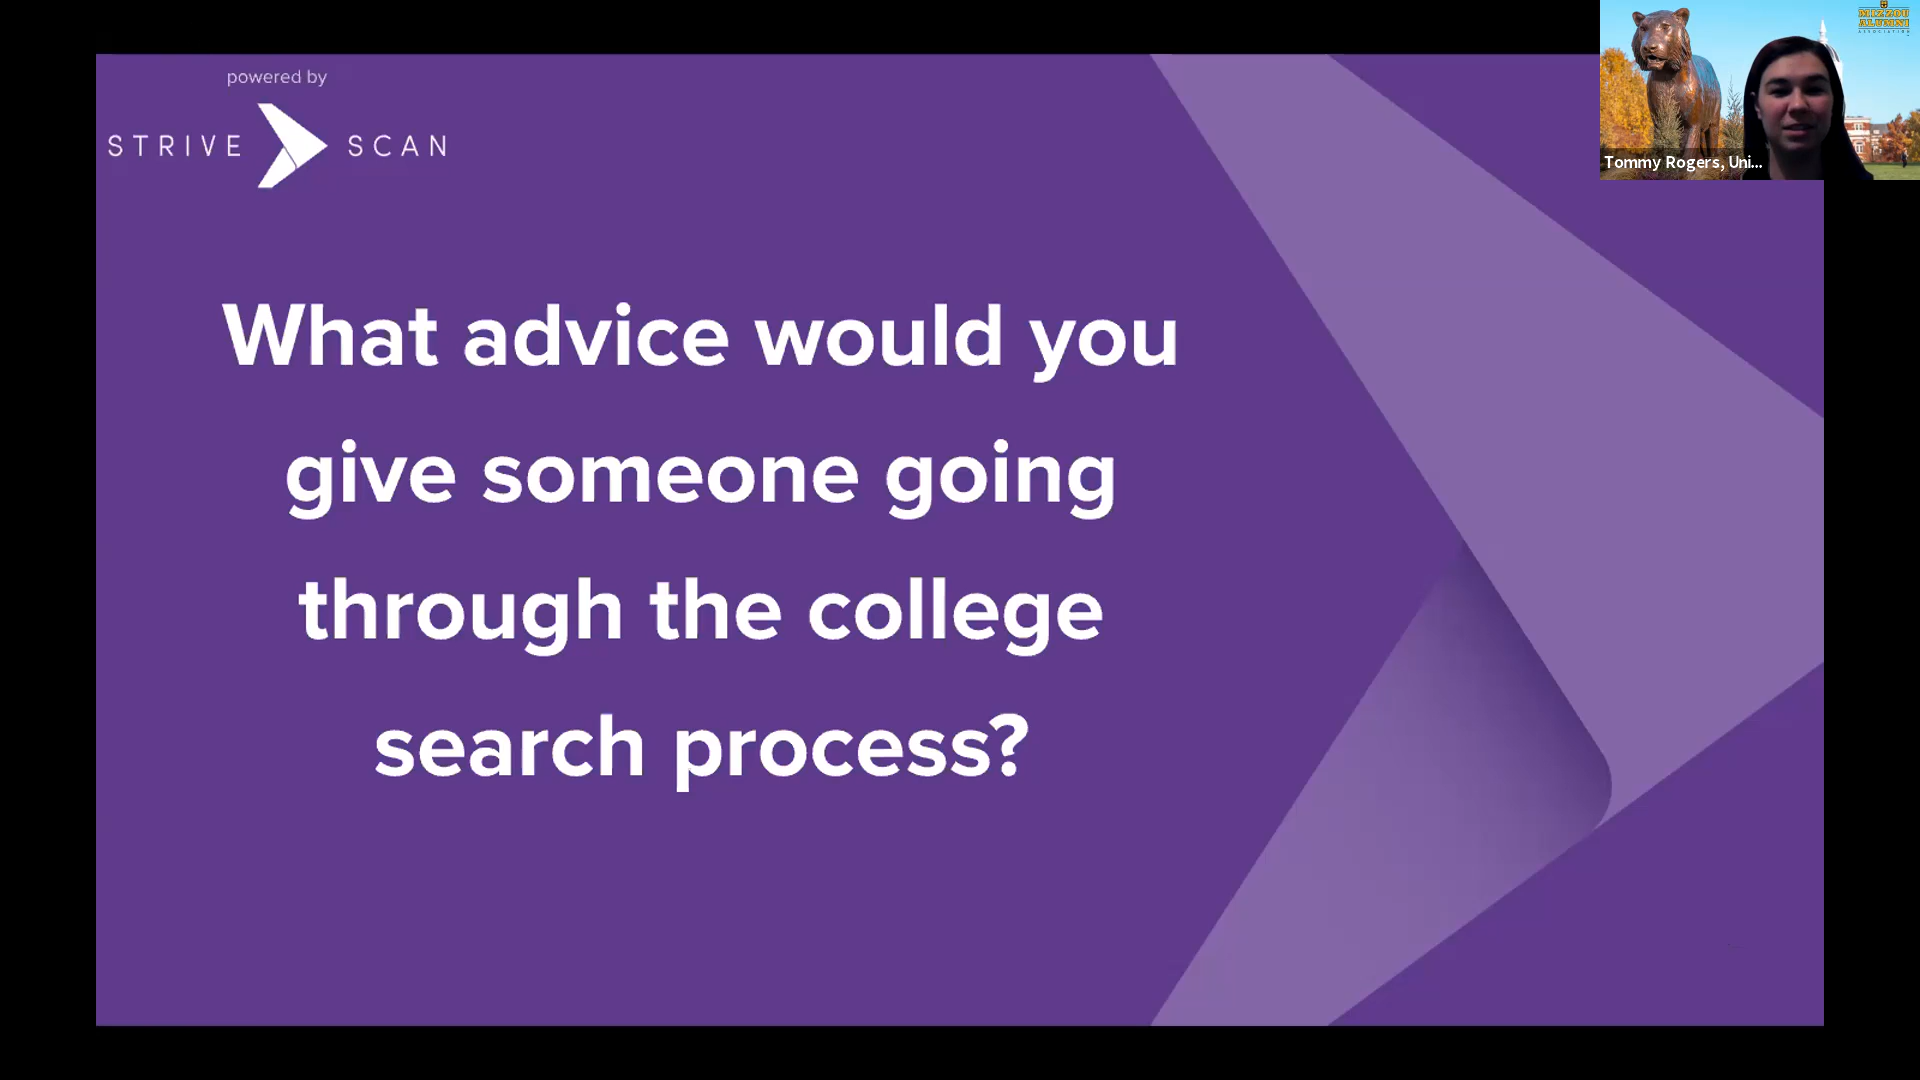 powered by
STRIVE SCAN
What advice would you
give someone going
through the college
search process?
MIZZOU
ALUMNI
ASSOCIATION
Tommy Rogers, Uni...